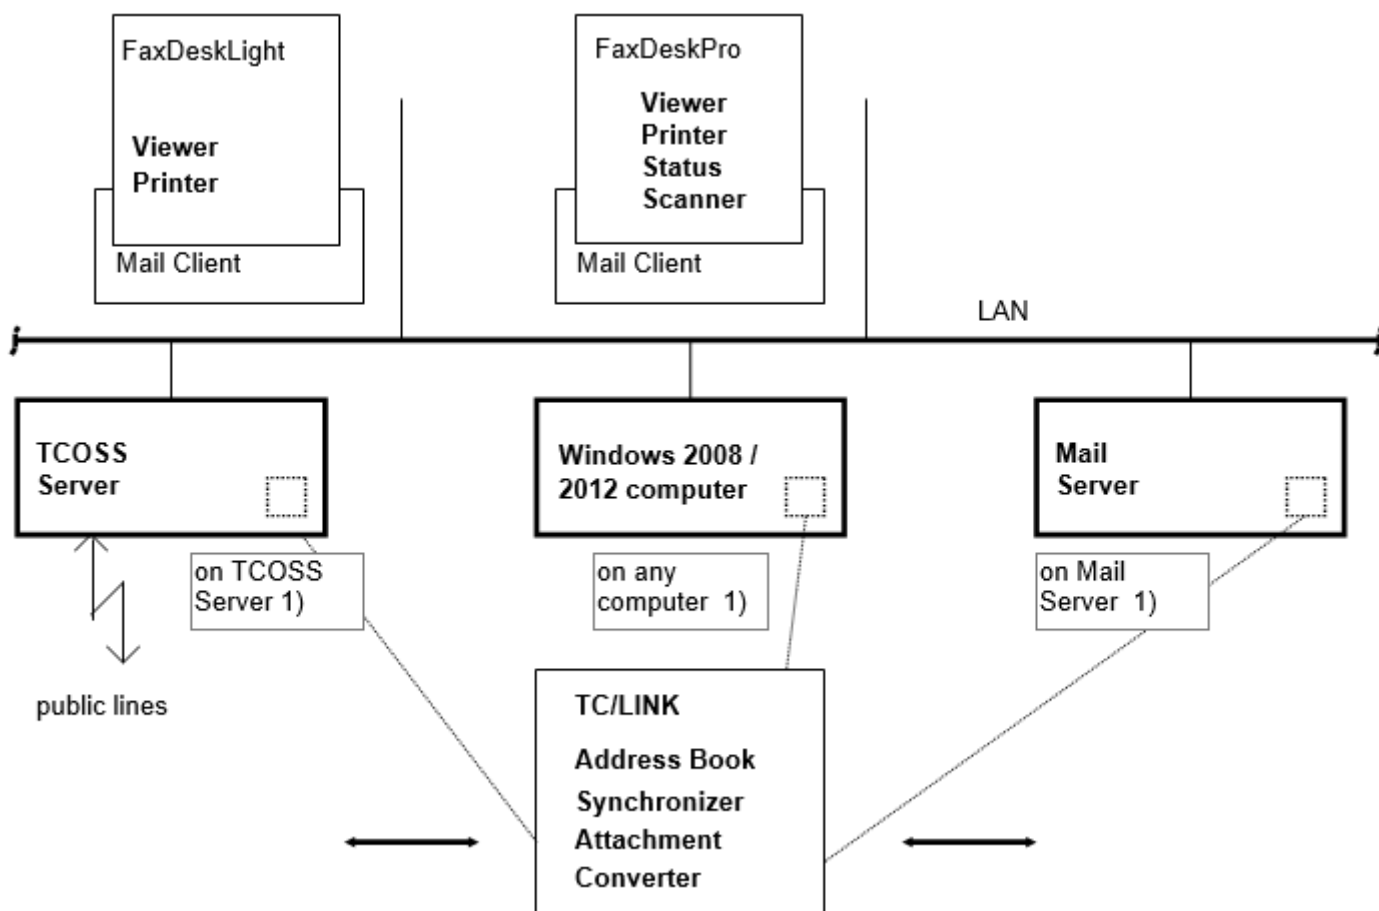 FaxDeskLight
Viewer
Printer
Mail Client
FaxDeskPro
Viewer
Printer
Status
Scanner
Mail Client
LAN
TCOSS
Server
Windows 2008 /
2012 computer
Mail
Server
on TCOSS
Server 1)
on any
computer 1)
on Mail
Server 1)
public lines
TC/LINK
Address Book
Synchronizer
Attachment
Converter